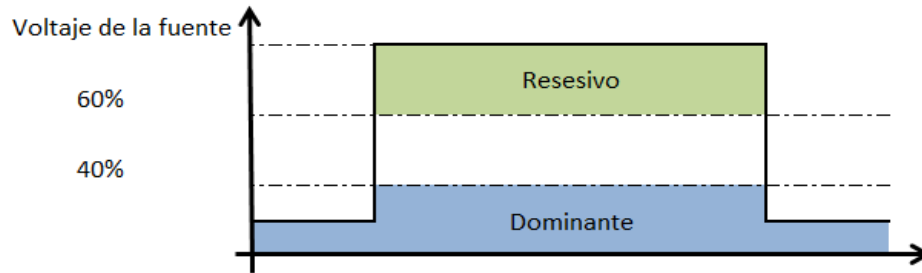 Voltaje de la fuente
Resesivo
60%
40%
Dominante